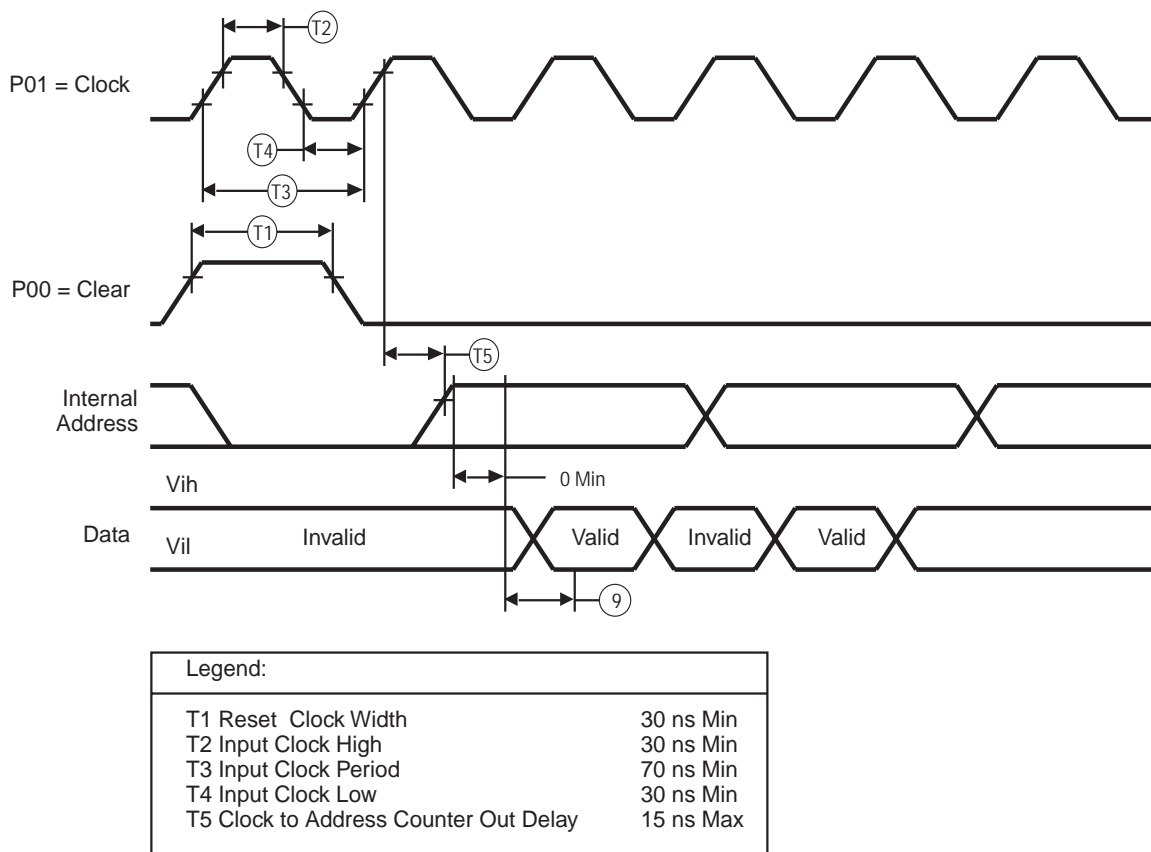 T2
P01 = Clock
T4
T3
T1
P00 = Clear
T5
Internal
Address
0 Min
Vih
Data
Vil
Invalid
Valid
Invalid
Valid
9
Legend:
T1 Reset Clock Width 30 ns Min
T2 Input Clock High 30 ns Min
T3 Input Clock Period 70 ns Min
T4 Input Clock Low 30 ns Min
T5 Clock to Address Counter Out Delay 15 ns Max